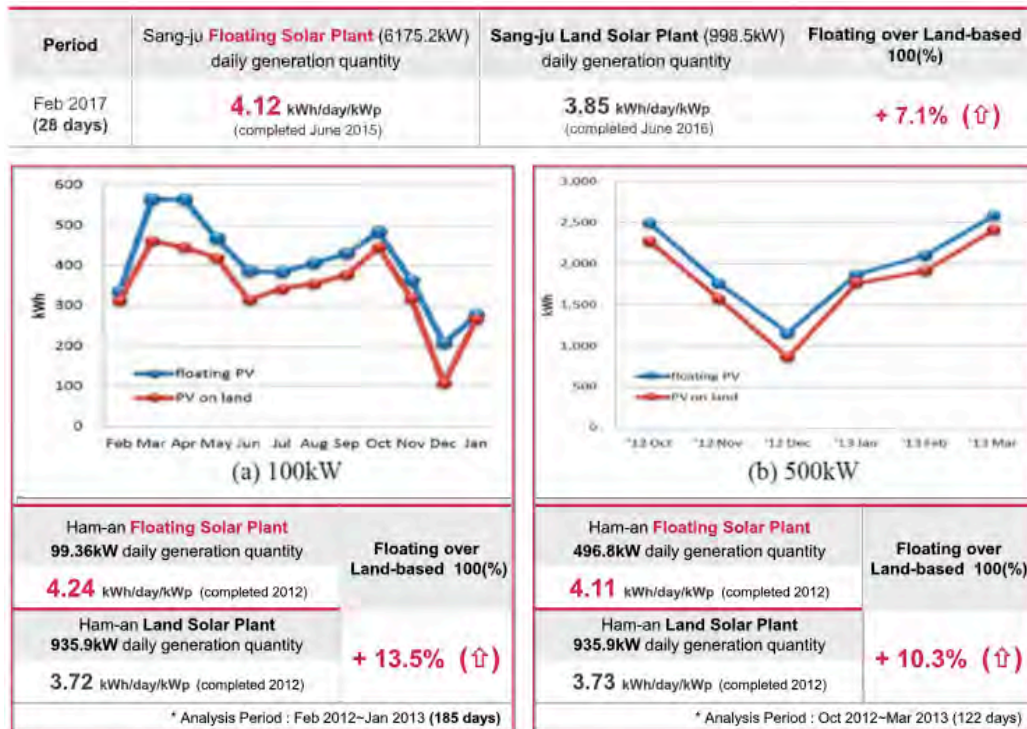 Period
Sang-ju Floating Solar Plant (6175.2kW)
daily generation quantity
Sang-ju Land Solar Plant (998.5kW)
daily generation quantity
Floating over Land-based
100(%)
Feb 2017
(28 days)
4.12 kWh/day/kWp
(completed June 2015)
3.85 kWh/day/kWp
(completed June 2016)
+ 7.1% (⇧)
600
500
400
300
200
100
0
kWh
floating PV
PV on land
Feb Mar Apr May Jun Jul Aug Sep Oct Nov Dec Jan
(a) 100kW
3,000
2,500
2,000
1,500
1,000
500
0
kWh
floating PV
PV on land
'12 Oct '12 Nov '12 Dec '13 Jan '13 Feb '13 Mar
(b) 500kW
Ham-an Floating Solar Plant
99.36kW daily generation quantity
4.24 kWh/day/kWp (completed 2012)
Ham-an Land Solar Plant
935.9kW daily generation quantity
3.72 kWh/day/kWp (completed 2012)
Floating over
Land-based 100(%)
+ 13.5% (⇧)
* Analysis Period : Feb 2012~Jan 2013 (185 days)
Ham-an Floating Solar Plant
496.8kW daily generation quantity
4.11 kWh/day/kWp (completed 2012)
Ham-an Land Solar Plant
935.9kW daily generation quantity
3.73 kWh/day/kWp (completed 2012)
Floating over
Land-based 100(%)
+ 10.3% (⇧)
* Analysis Period : Oct 2012~Mar 2013 (122 days)